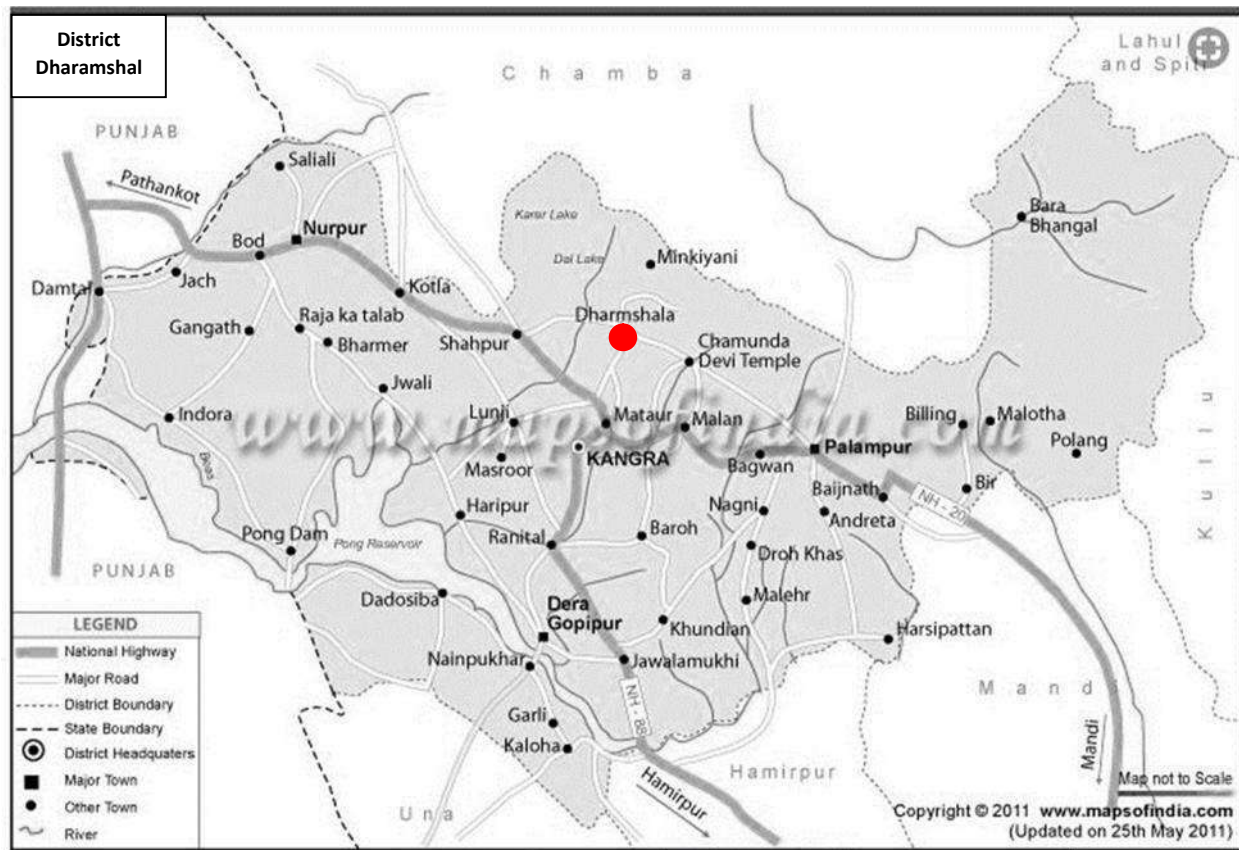 District
Dharamshal
Lahul
and Spiti
Chamba
PUNJAB
Saliali
Pathankot
Nurpur
Karer Lake
Bara
Bhangal
Bod
Dal Lake
Minkiyani
Damtal
Jach
Kotla
Gangath
Raja ka talab
Bharmer
Dharmshala
Shahpur
Chamunda
Devi Temple
Jwali
Indora
Lunji
Mataur
Malan
Billing
Malotha
Kullu
www.mapsofindia.com
Masroor
KANGRA
Bagwan
Palampur
Polang
Beas
Haripur
Nagni
Baijnath
Bir
NH - 20
Andreta
Pong Dam
Pong Reservoir
Ranital
Baroh
Droh Khas
PUNJAB
Dadosiba
Dera
Gopipur
Malehr
Khundian
Harsipattan
Nainpukhar
Jawalamukhi
NH - 88
Mandi
Garli
Kaloha
Hamirpur
Mandi
Una
Hamirpur
LEGEND
National Highway
Major Road
District Boundary
State Boundary
District Headquaters
Major Town
Other Town
River
Map not to Scale
Copyright © 2011 www.mapsofindia.com
(Updated on 25th May 2011)